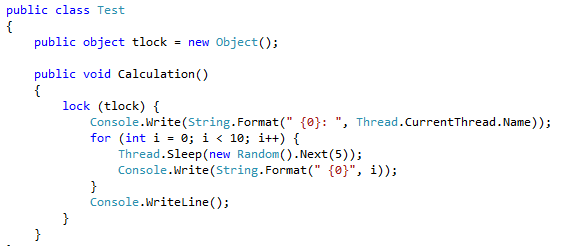 public class Test
{
    public object tlock = new Object();

    public void Calculation()
    {
        lock (tlock) {
            Console.Write(String.Format(" {0}: ", Thread.CurrentThread.Name));
            for (int i = 0; i < 10; i++) {
                Thread.Sleep(new Random().Next(5));
                Console.Write(String.Format(" {0}", i));
            }
            Console.WriteLine();
        }
    }